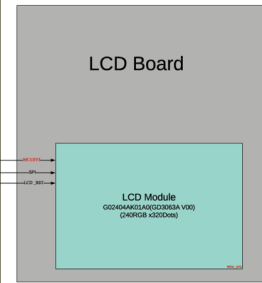 LCD Board
SPI
LCD_RST
LCD Module
G02404AK01A0(GD3063A V00)
(240RGB x320Dots)